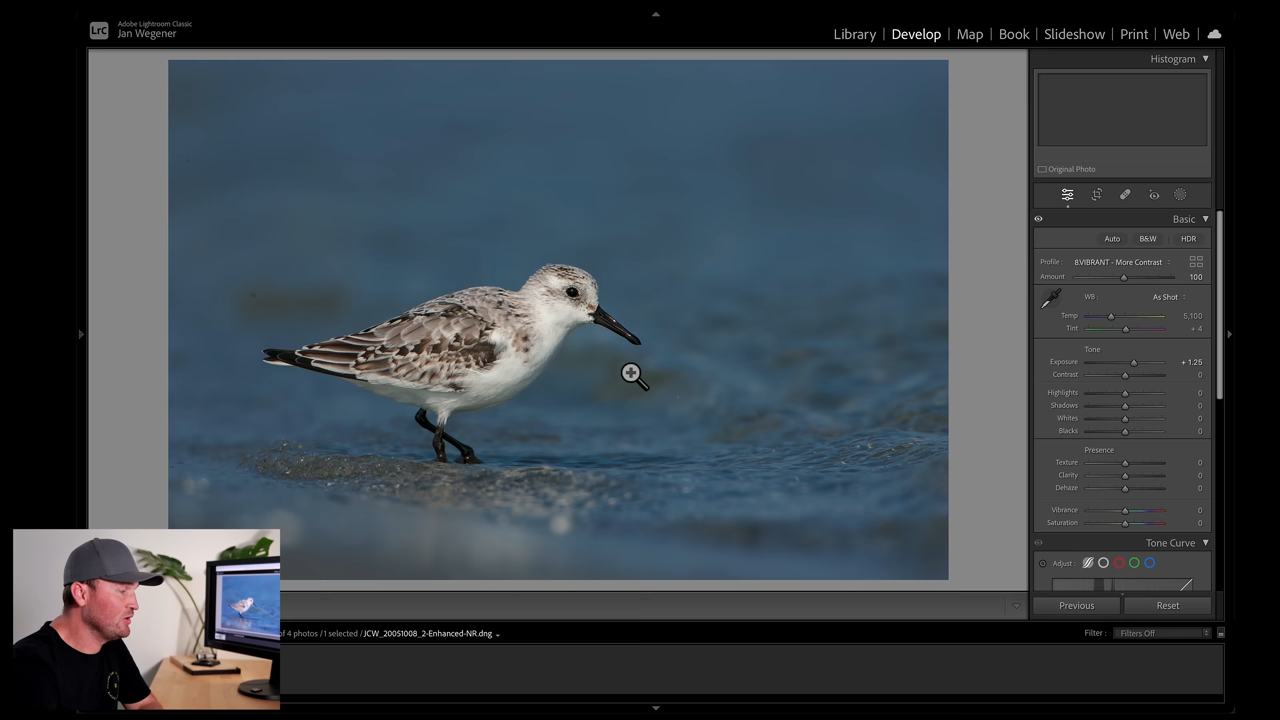 LrC
Adobe Lightroom Classic
Jan Wegener
Library | Develop | Map | Book | Slideshow | Print | Web
Histogram
Original Photo
Basic
Auto B&W HDR
Profile : 8.VIBRANT - More Contrast
Amount 100
WB : As Shot
Temp 5,100
Tint + 4
Tone
Exposure + 1.25
Contrast 0
Highlights 0
Shadows 0
Whites 0
Blacks 0
Presence
Texture 0
Clarity 0
Dehaze 0
Vibrance 0
Saturation 0
Tone Curve
Adjust :
Previous Reset
of 4 photos / 1 selected / JCW_20051008_2-Enhanced-NR.dng
Filter : Filters Off